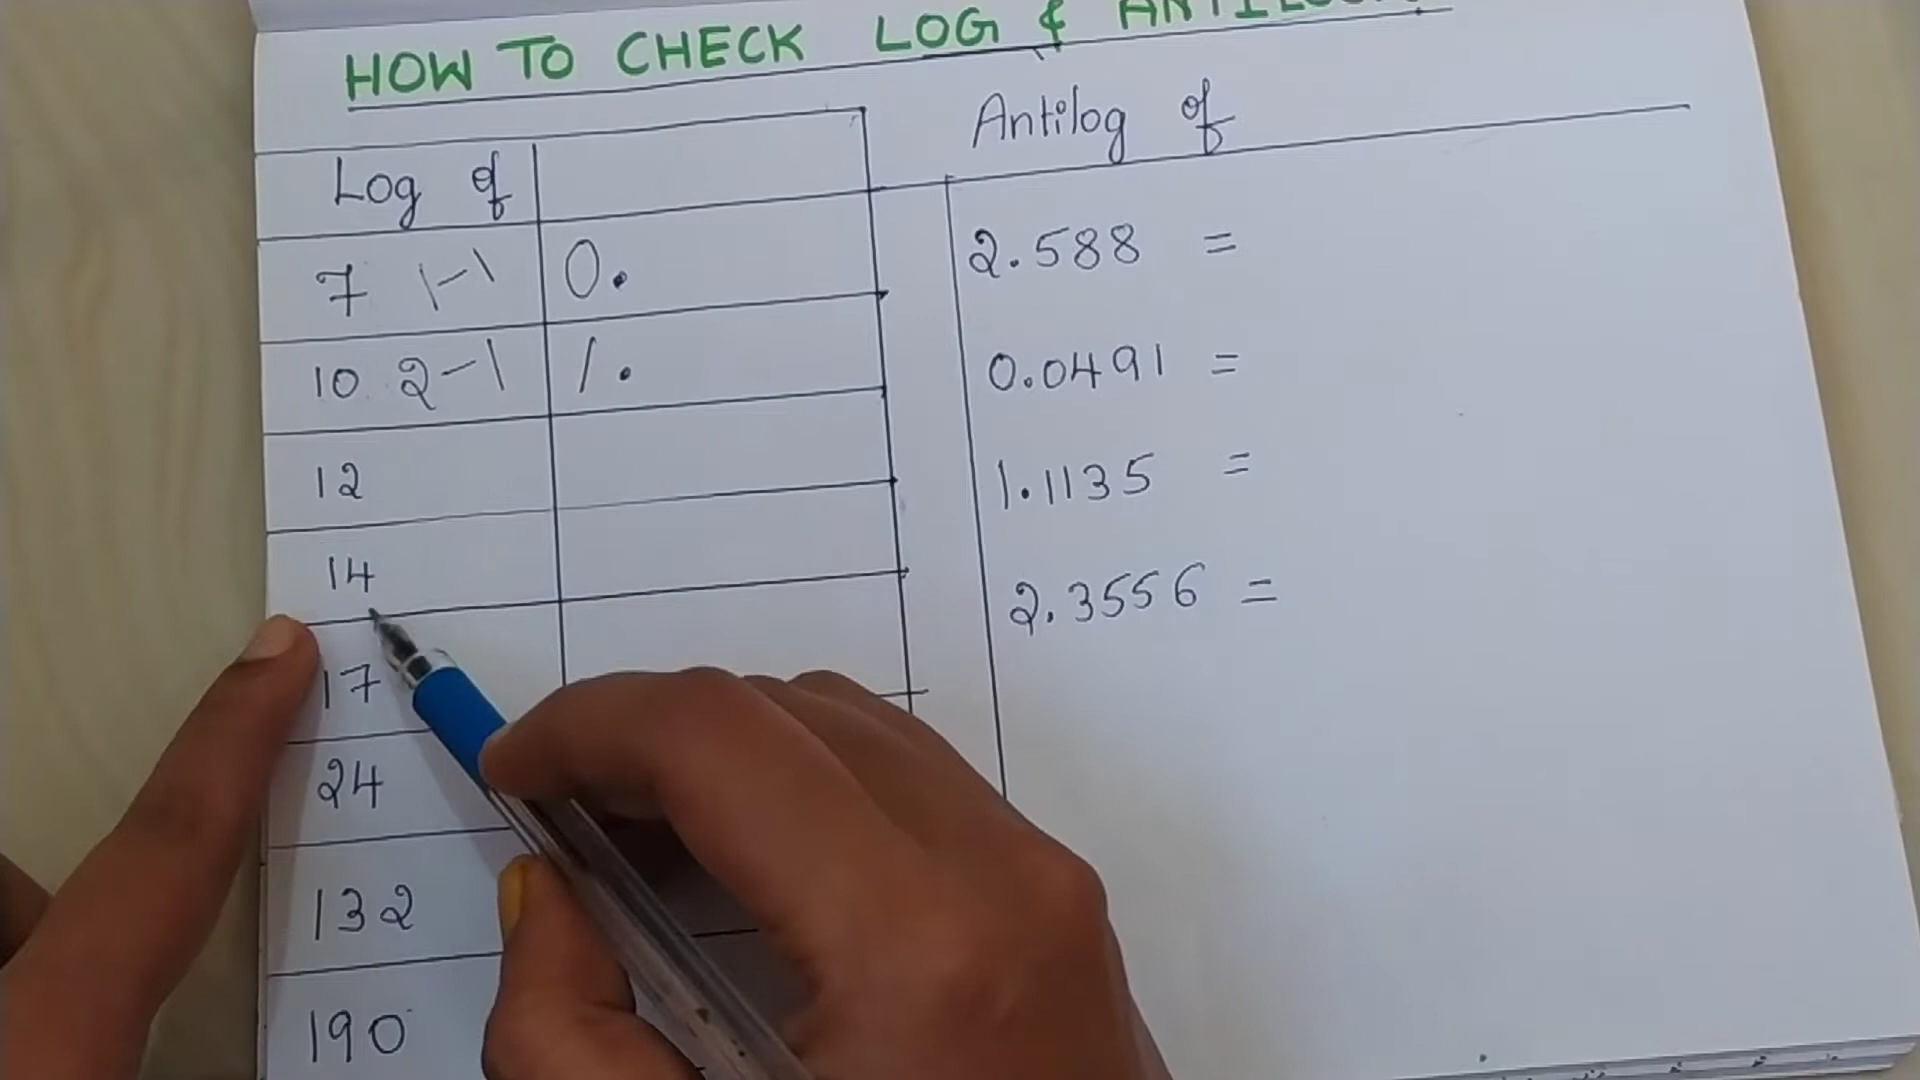 HOW TO CHECK LOG & ANTILOG
Log of
7 1-1 0.
10 2-1 1.
12
14
17
24
132
190
Antilog of
2.588 =
0.0491 =
1.1135 =
2.3556 =